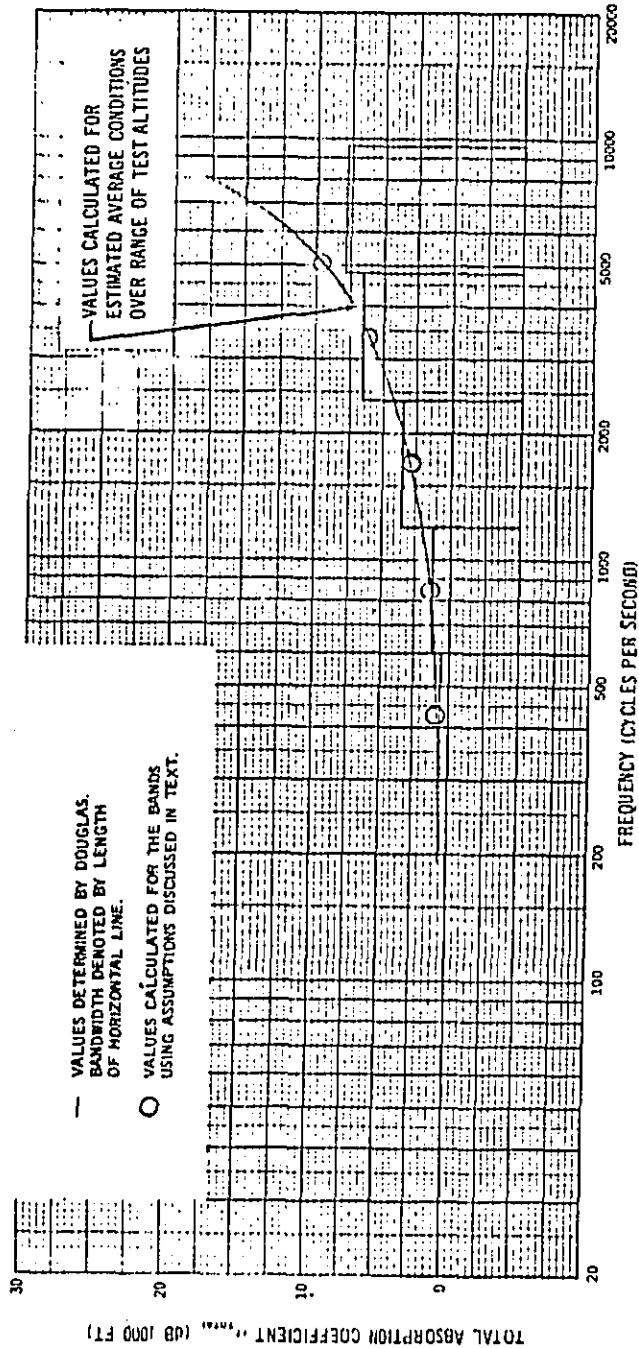 30
20
10
0
TOTAL ABSORPTION COEFFICIENT (dB 1000 FT)
— VALUES DETERMINED BY DOUGLAS.
BANDWIDTH DENOTED BY LENGTH
OF HORIZONTAL LINE.
○ VALUES CALCULATED FOR THE BANDS
USING ASSUMPTIONS DISCUSSED IN TEXT.
VALUES CALCULATED FOR
ESTIMATED AVERAGE CONDITIONS
OVER RANGE OF TEST ALTITUDES
20
100
200
500
1000
2000
5000
10000
20000
FREQUENCY (CYCLES PER SECOND)